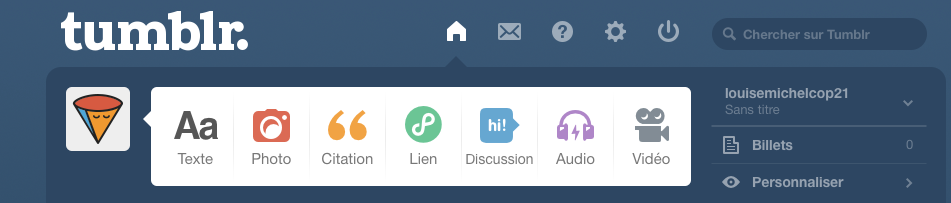 tumblr.
Chercher sur Tumblr
Aa
hi!
Texte
Photo
Citation
Lien
Discussion
Audio
Vidéo
louisemichelcop21
Sans titre
Billets 0
Personnaliser